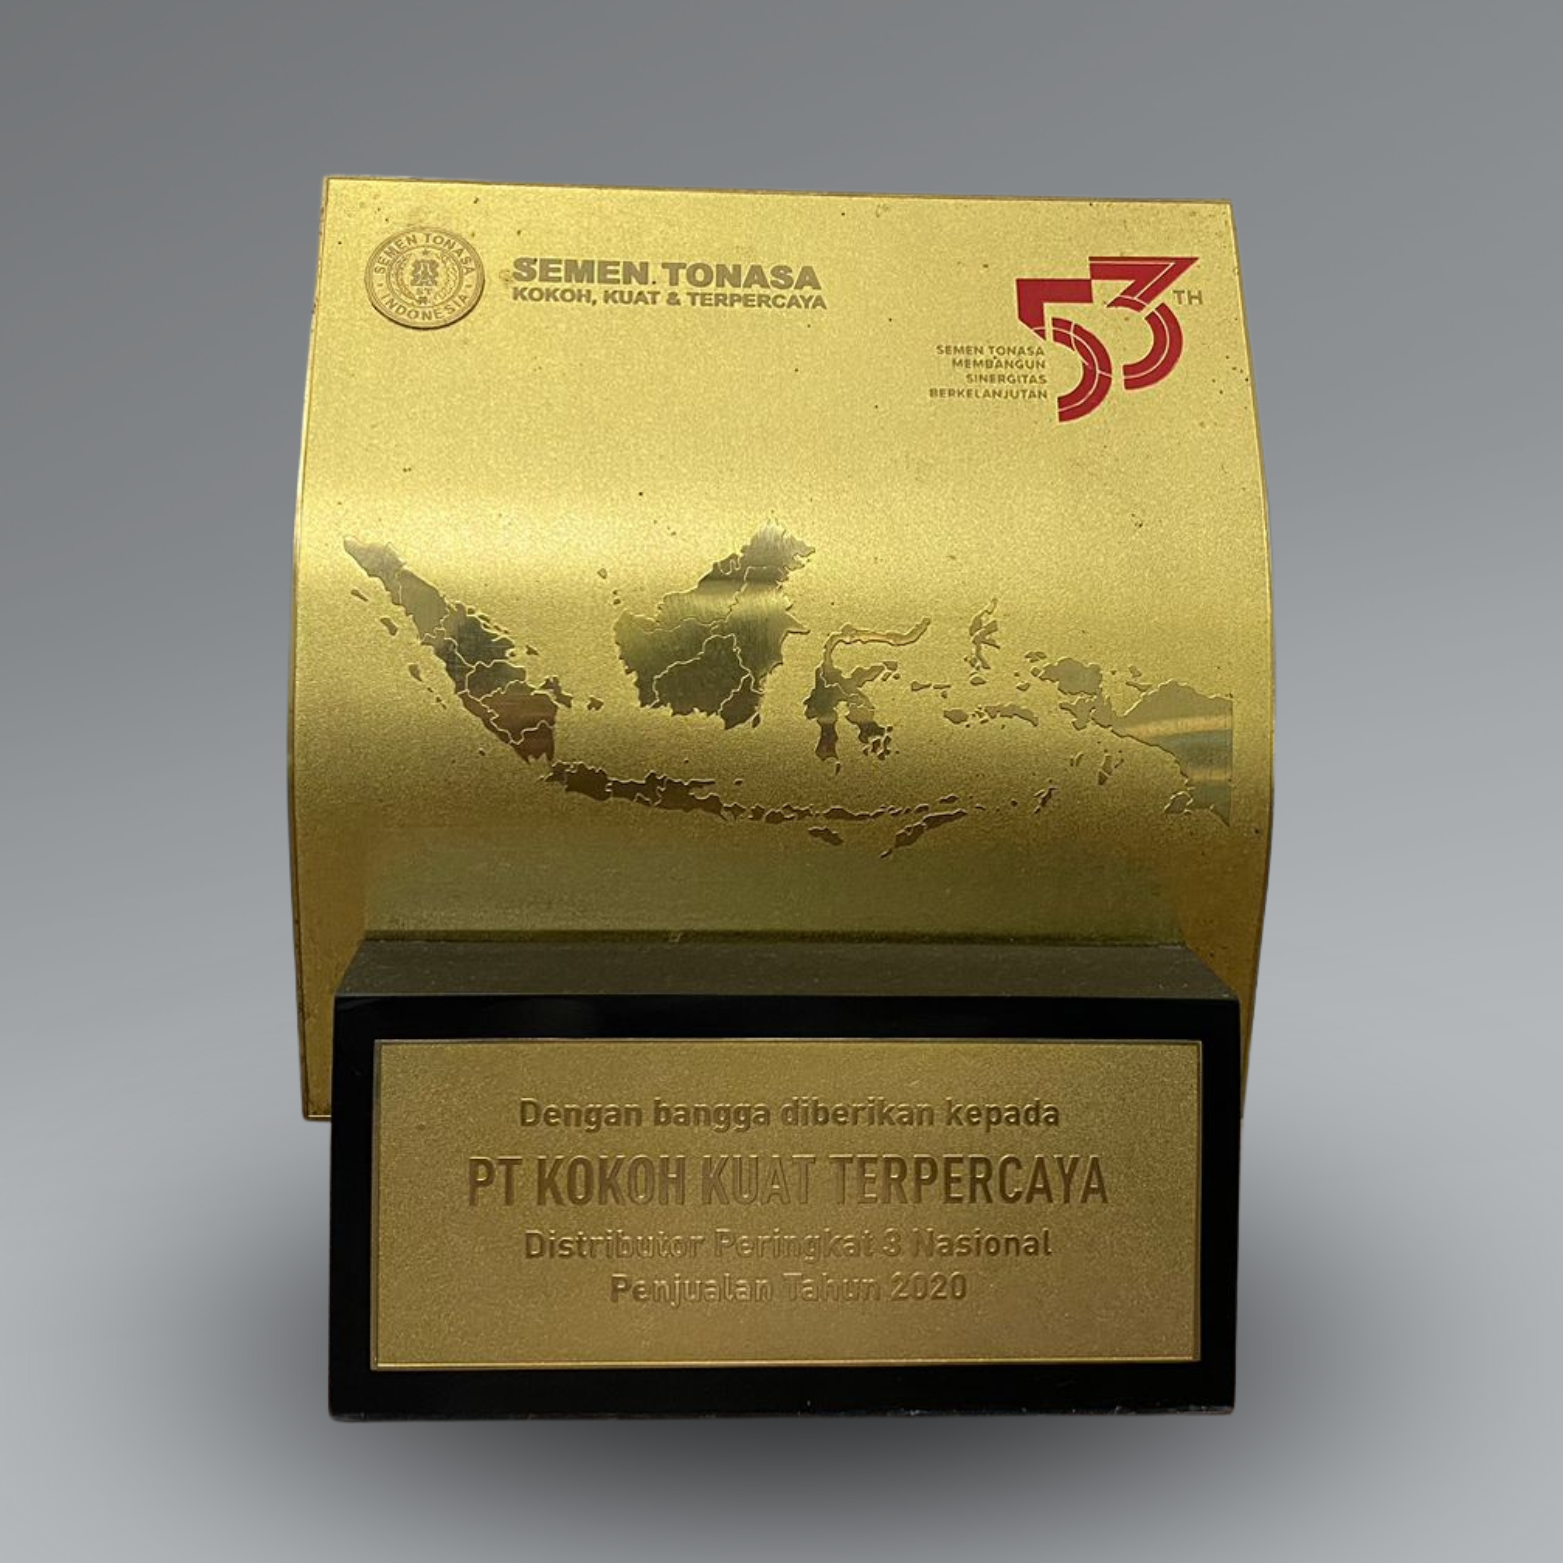 SEMEN TONASA
INDONESIA
ST
SEMEN TONASA
KOKOH, KUAT & TERPERCAYA
53TH
SEMEN TONASA
MEMBANGUN
SINERGITAS
BERKELANJUTAN
Dengan bangga diberikan kepada
PT KOKOH KUAT TERPERCAYA
Distributor Peringkat 3 Nasional
Penjualan Tahun 2020